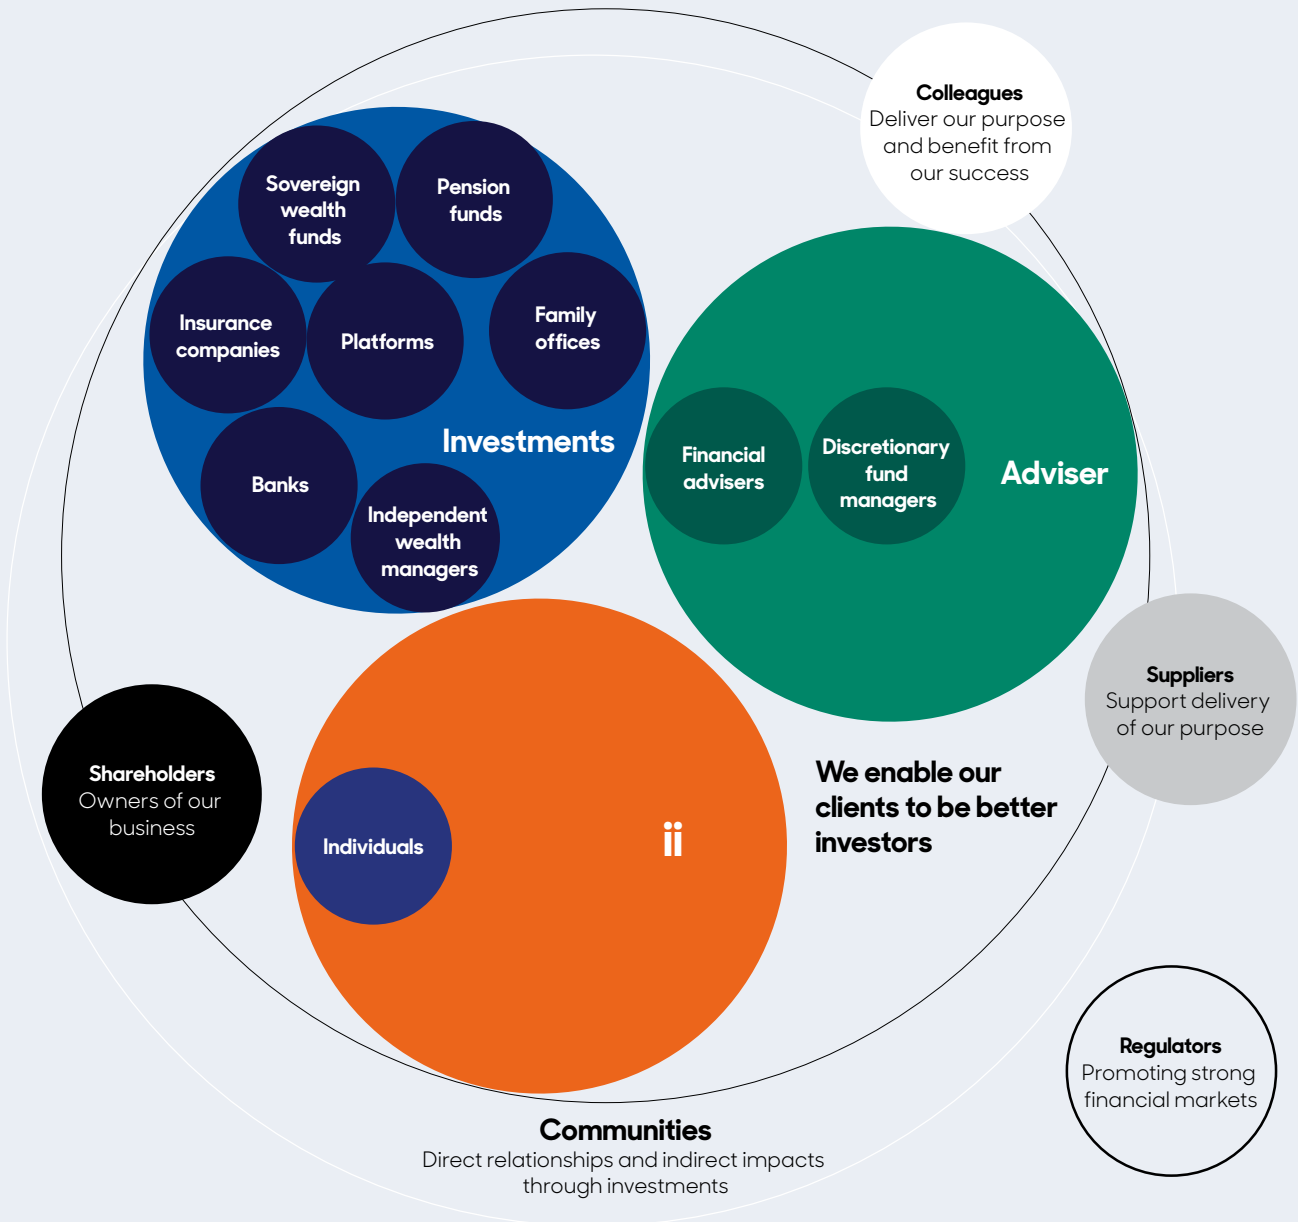 Colleagues
Deliver our purpose
and benefit from
our success
Sovereign
wealth
funds
Pension
funds
Insurance
companies
Platforms
Family
offices
Investments
Banks
Independent
wealth
managers
Financial
advisers
Discretionary
fund
managers
Adviser
Suppliers
Support delivery
of our purpose
Shareholders
Owners of our
business
Individuals
ii
We enable our
clients to be better
investors
Regulators
Promoting strong
financial markets
Communities
Direct relationships and indirect impacts
through investments